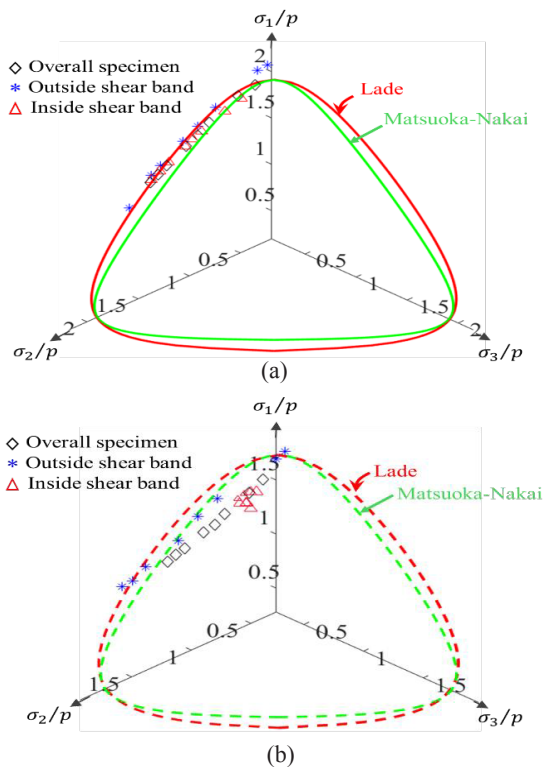 σ₁/p
◇ Overall specimen
* Outside shear band
△ Inside shear band
2
1.5
1
0.5
Lade
Matsuoka-Nakai
0.5
1
1.5
2
σ₂/p
0.5
1
1.5
2
σ₃/p
(a)
σ₁/p
◇ Overall specimen
* Outside shear band
△ Inside shear band
1.5
1
0.5
Lade
Matsuoka-Nakai
0.5
1
1.5
σ₂/p
0.5
1
1.5
σ₃/p
(b)